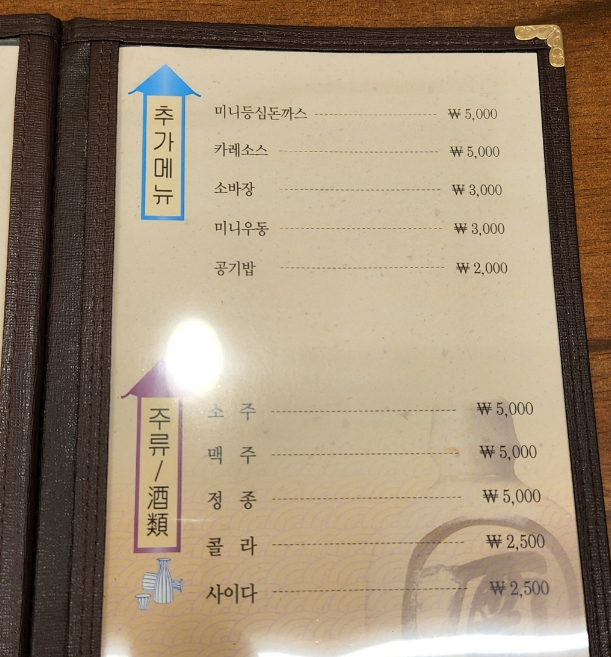 추가메뉴
미니등심돈까스 ₩ 5,000
카레소스 ₩ 5,000
소바장 ₩ 3,000
미니우동 ₩ 3,000
공기밥 ₩ 2,000
주류/酒類
소 주 ₩ 5,000
맥 주 ₩ 5,000
정 종 ₩ 5,000
콜 라 ₩ 2,500
사이다 ₩ 2,500